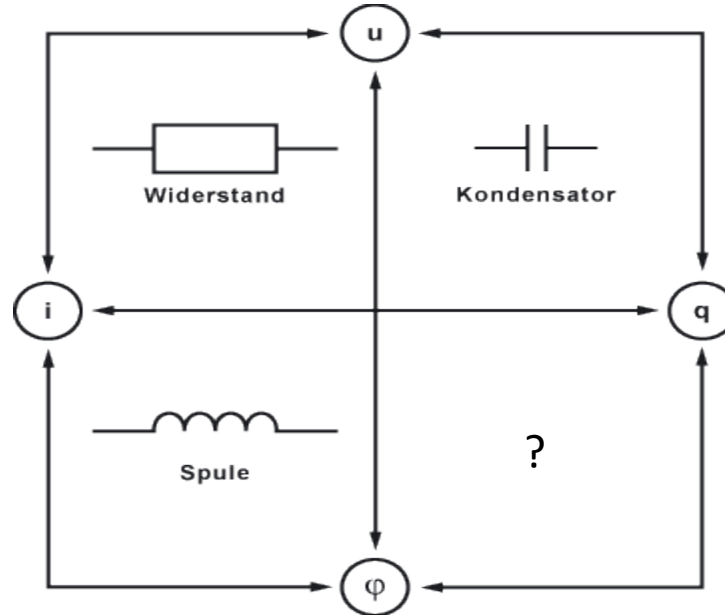 u
Widerstand
Kondensator
i
q
Spule
?
φ